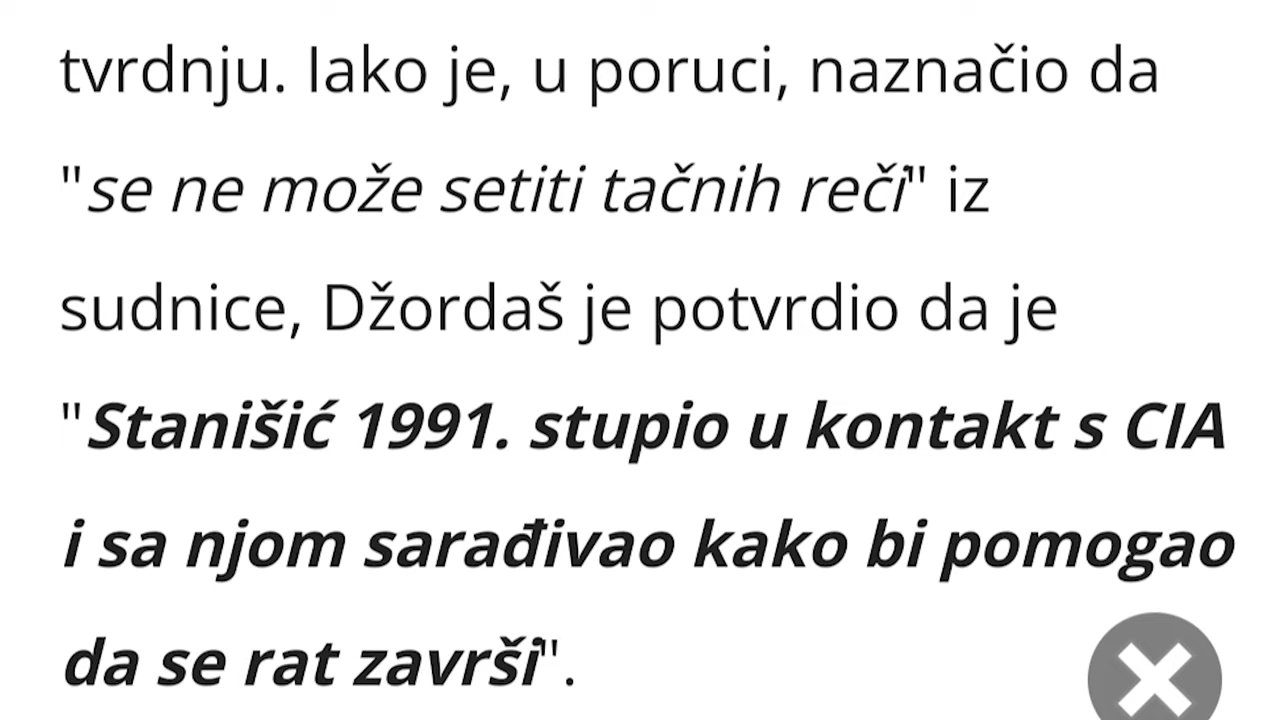 tvrdnju. Iako je, u poruci, naznačio da
"se ne može setiti tačnih reči" iz
sudnice, Džordaš je potvrdio da je
"Stanišić 1991. stupio u kontakt s CIA
i sa njom sarađivao kako bi pomogao
da se rat završi".